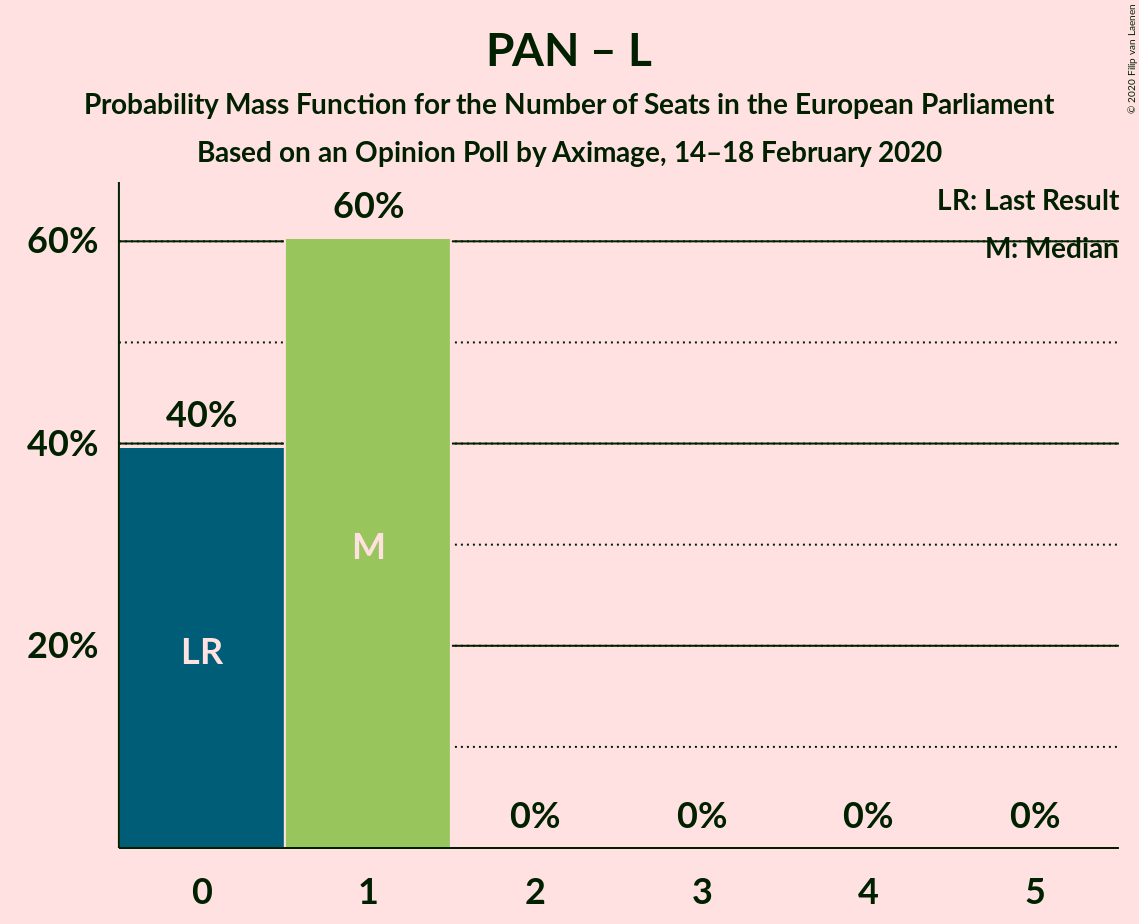 PAN – L
Probability Mass Function for the Number of Seats in the European Parliament
Based on an Opinion Poll by Aximage, 14–18 February 2020
© 2020 Filip van Laenen
LR: Last Result
M: Median
60%
40%
20%
40%
60%
0%
0%
0%
0%
LR
M
0
1
2
3
4
5